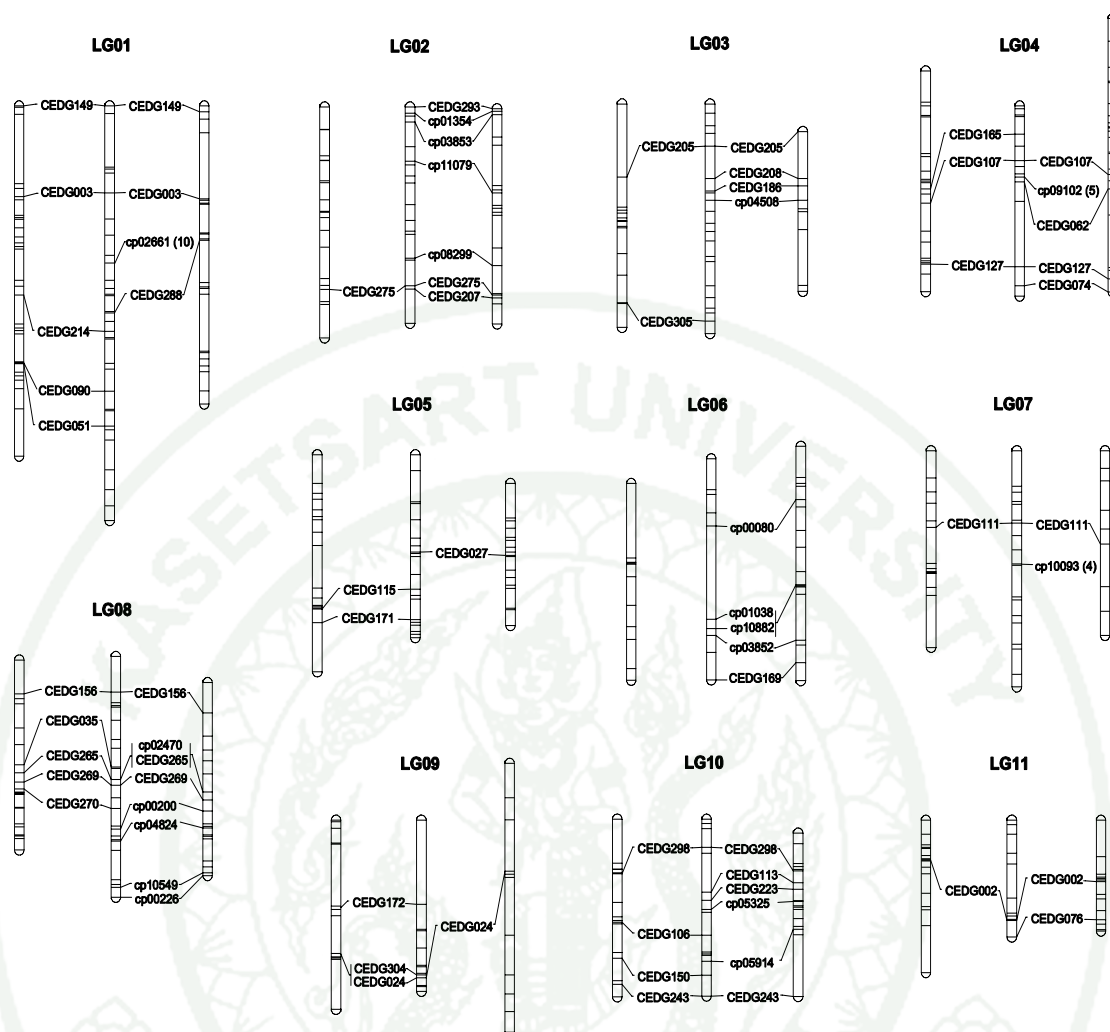 LG01
CEDG149 CEDG149
CEDG003 CEDG003
cp02661 (10)
CEDG288
CEDG214
CEDG090
CEDG051
LG02
CEDG293
cp01354
cp03853
cp11079
cp08299
CEDG275 CEDG275
CEDG207
LG03
CEDG205 CEDG205
CEDG208
CEDG186
cp04508
CEDG305
LG04
CEDG165
CEDG107 CEDG107
cp09102 (5)
CEDG062
CEDG127 CEDG127
CEDG074
LG05
CEDG027
CEDG115
CEDG171
LG06
cp00080
cp01038
cp10882
cp03852
CEDG169
LG07
CEDG111 CEDG111
cp10093 (4)
LG08
CEDG156 CEDG156
CEDG035
cp02470
CEDG265 CEDG265
CEDG269 CEDG269
CEDG270 cp00200
cp04824
cp10549
cp00226
LG09
CEDG172
CEDG024
CEDG304
CEDG024
LG10
CEDG298 CEDG298
CEDG113
CEDG223
cp05325
CEDG106
cp05914
CEDG150
CEDG243 CEDG243
LG11
CEDG002 CEDG002
CEDG076
KASETSART UNIVERSITY